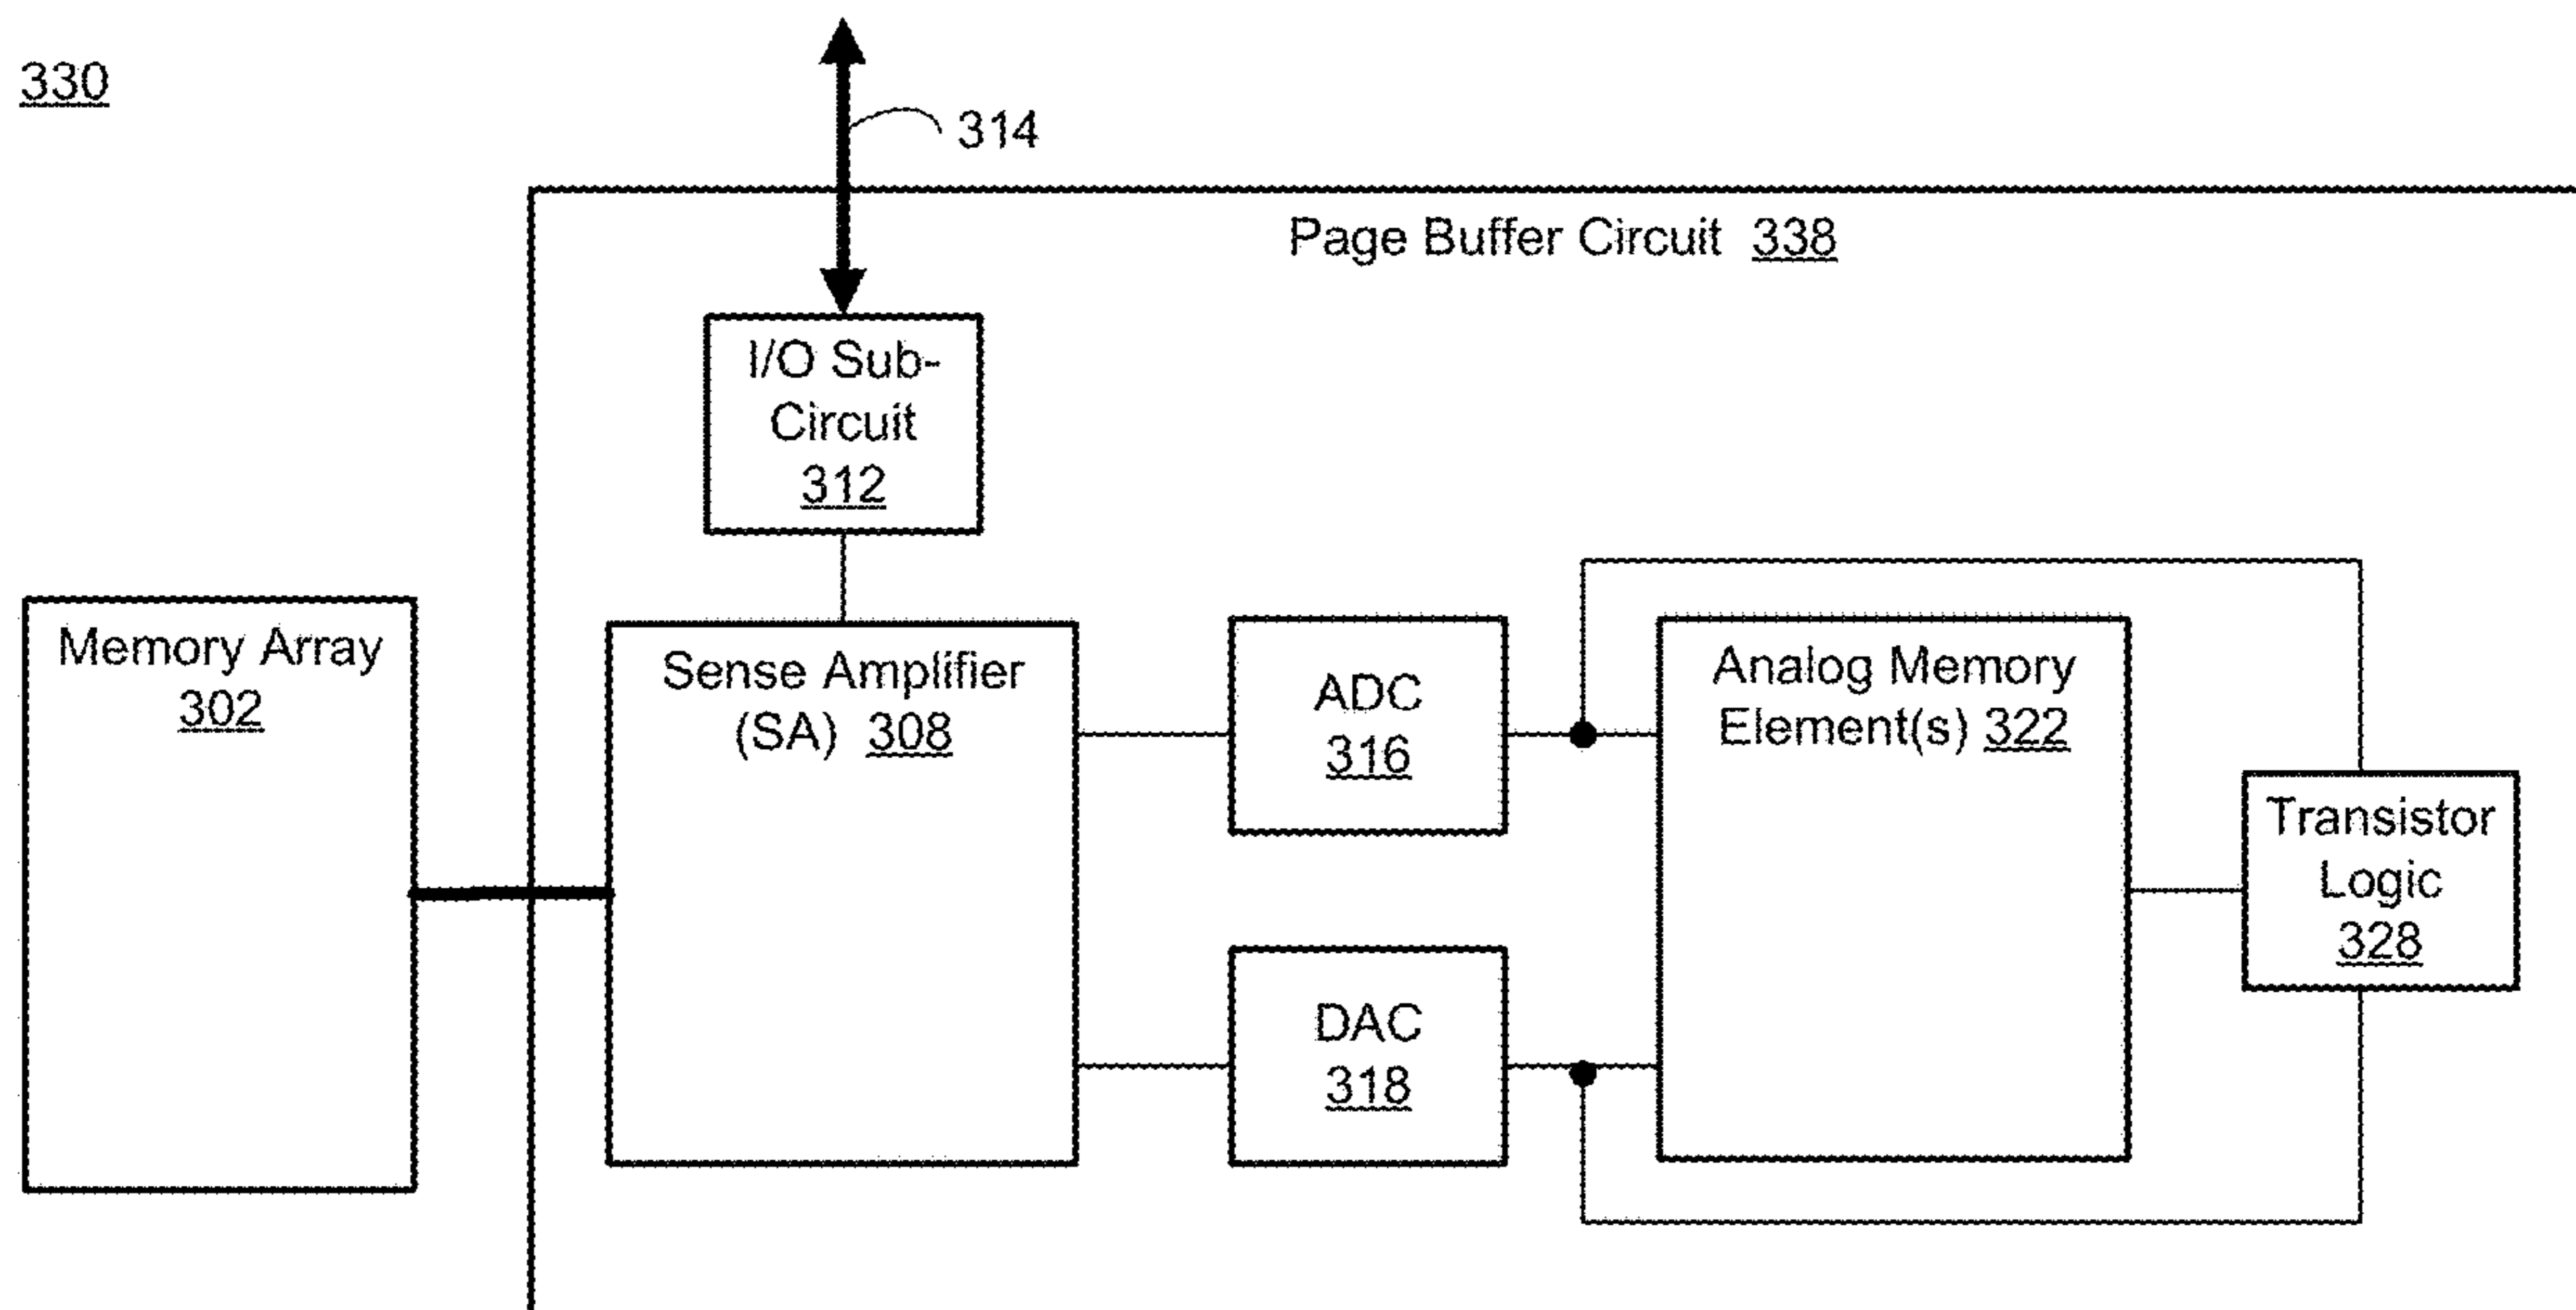 330
314
Page Buffer Circuit 338
I/O Sub-
Circuit
312
Memory Array
302
Sense Amplifier
(SA) 308
ADC
316
Analog Memory
Element(s) 322
Transistor
Logic
328
DAC
318